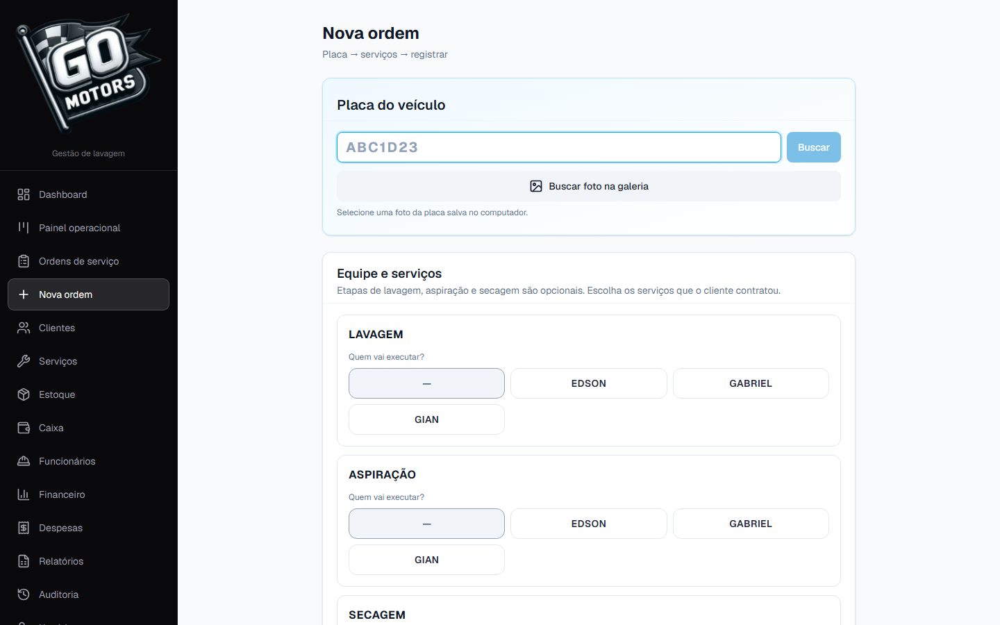 GO
MOTORS
Gestão de lavagem
Dashboard
Painel operacional
Ordens de serviço
Nova ordem
Clientes
Serviços
Estoque
Caixa
Funcionários
Financeiro
Despesas
Relatórios
Auditoria
Nova ordem
Placa → serviços → registrar
Placa do veículo
ABC1D23
Buscar
Buscar foto na galeria
Selecione uma foto da placa salva no computador.
Equipe e serviços
Etapas de lavagem, aspiração e secagem são opcionais. Escolha os serviços que o cliente contratou.
LAVAGEM
Quem vai executar?
—
EDSON
GABRIEL
GIAN
ASPIRAÇÃO
Quem vai executar?
—
EDSON
GABRIEL
GIAN
SECAGEM